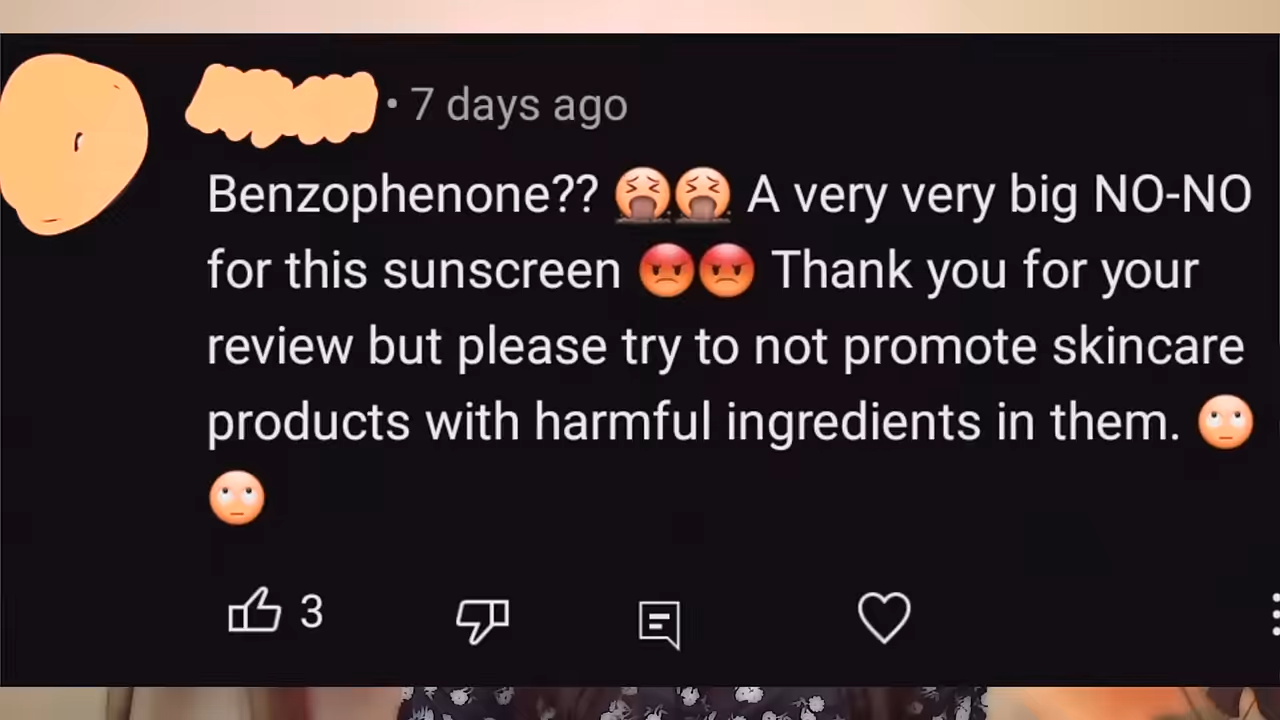 • 7 days ago
Benzophenone?? 🤮🤮 A very very big NO-NO
for this sunscreen 😡😡 Thank you for your
review but please try to not promote skincare
products with harmful ingredients in them. 🙄
🙄
3